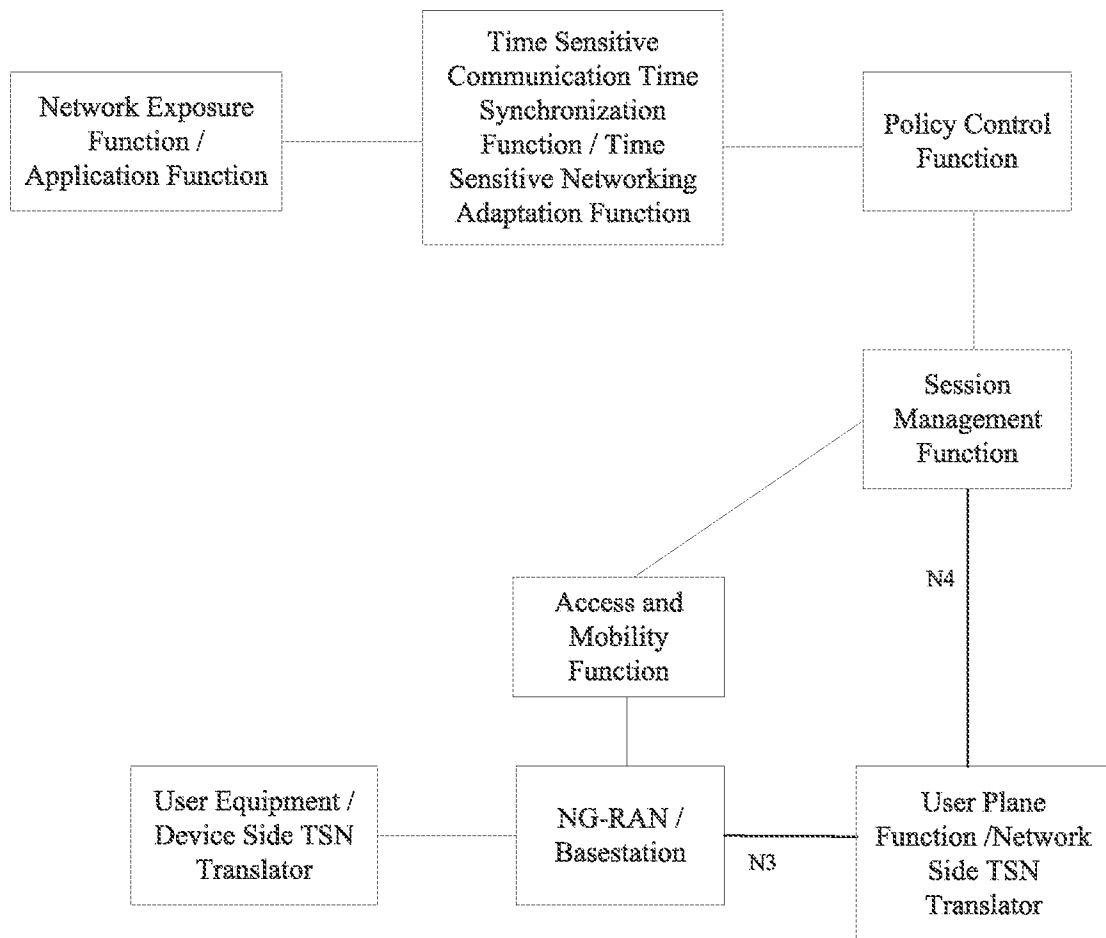 Network Exposure
Function /
Application Function
Time Sensitive
Communication Time
Synchronization
Function / Time
Sensitive Networking
Adaptation Function
Policy Control
Function
Session
Management
Function
N4
Access and
Mobility
Function
User Equipment /
Device Side TSN
Translator
NG-RAN /
Basestation
N3
User Plane
Function /Network
Side TSN
Translator